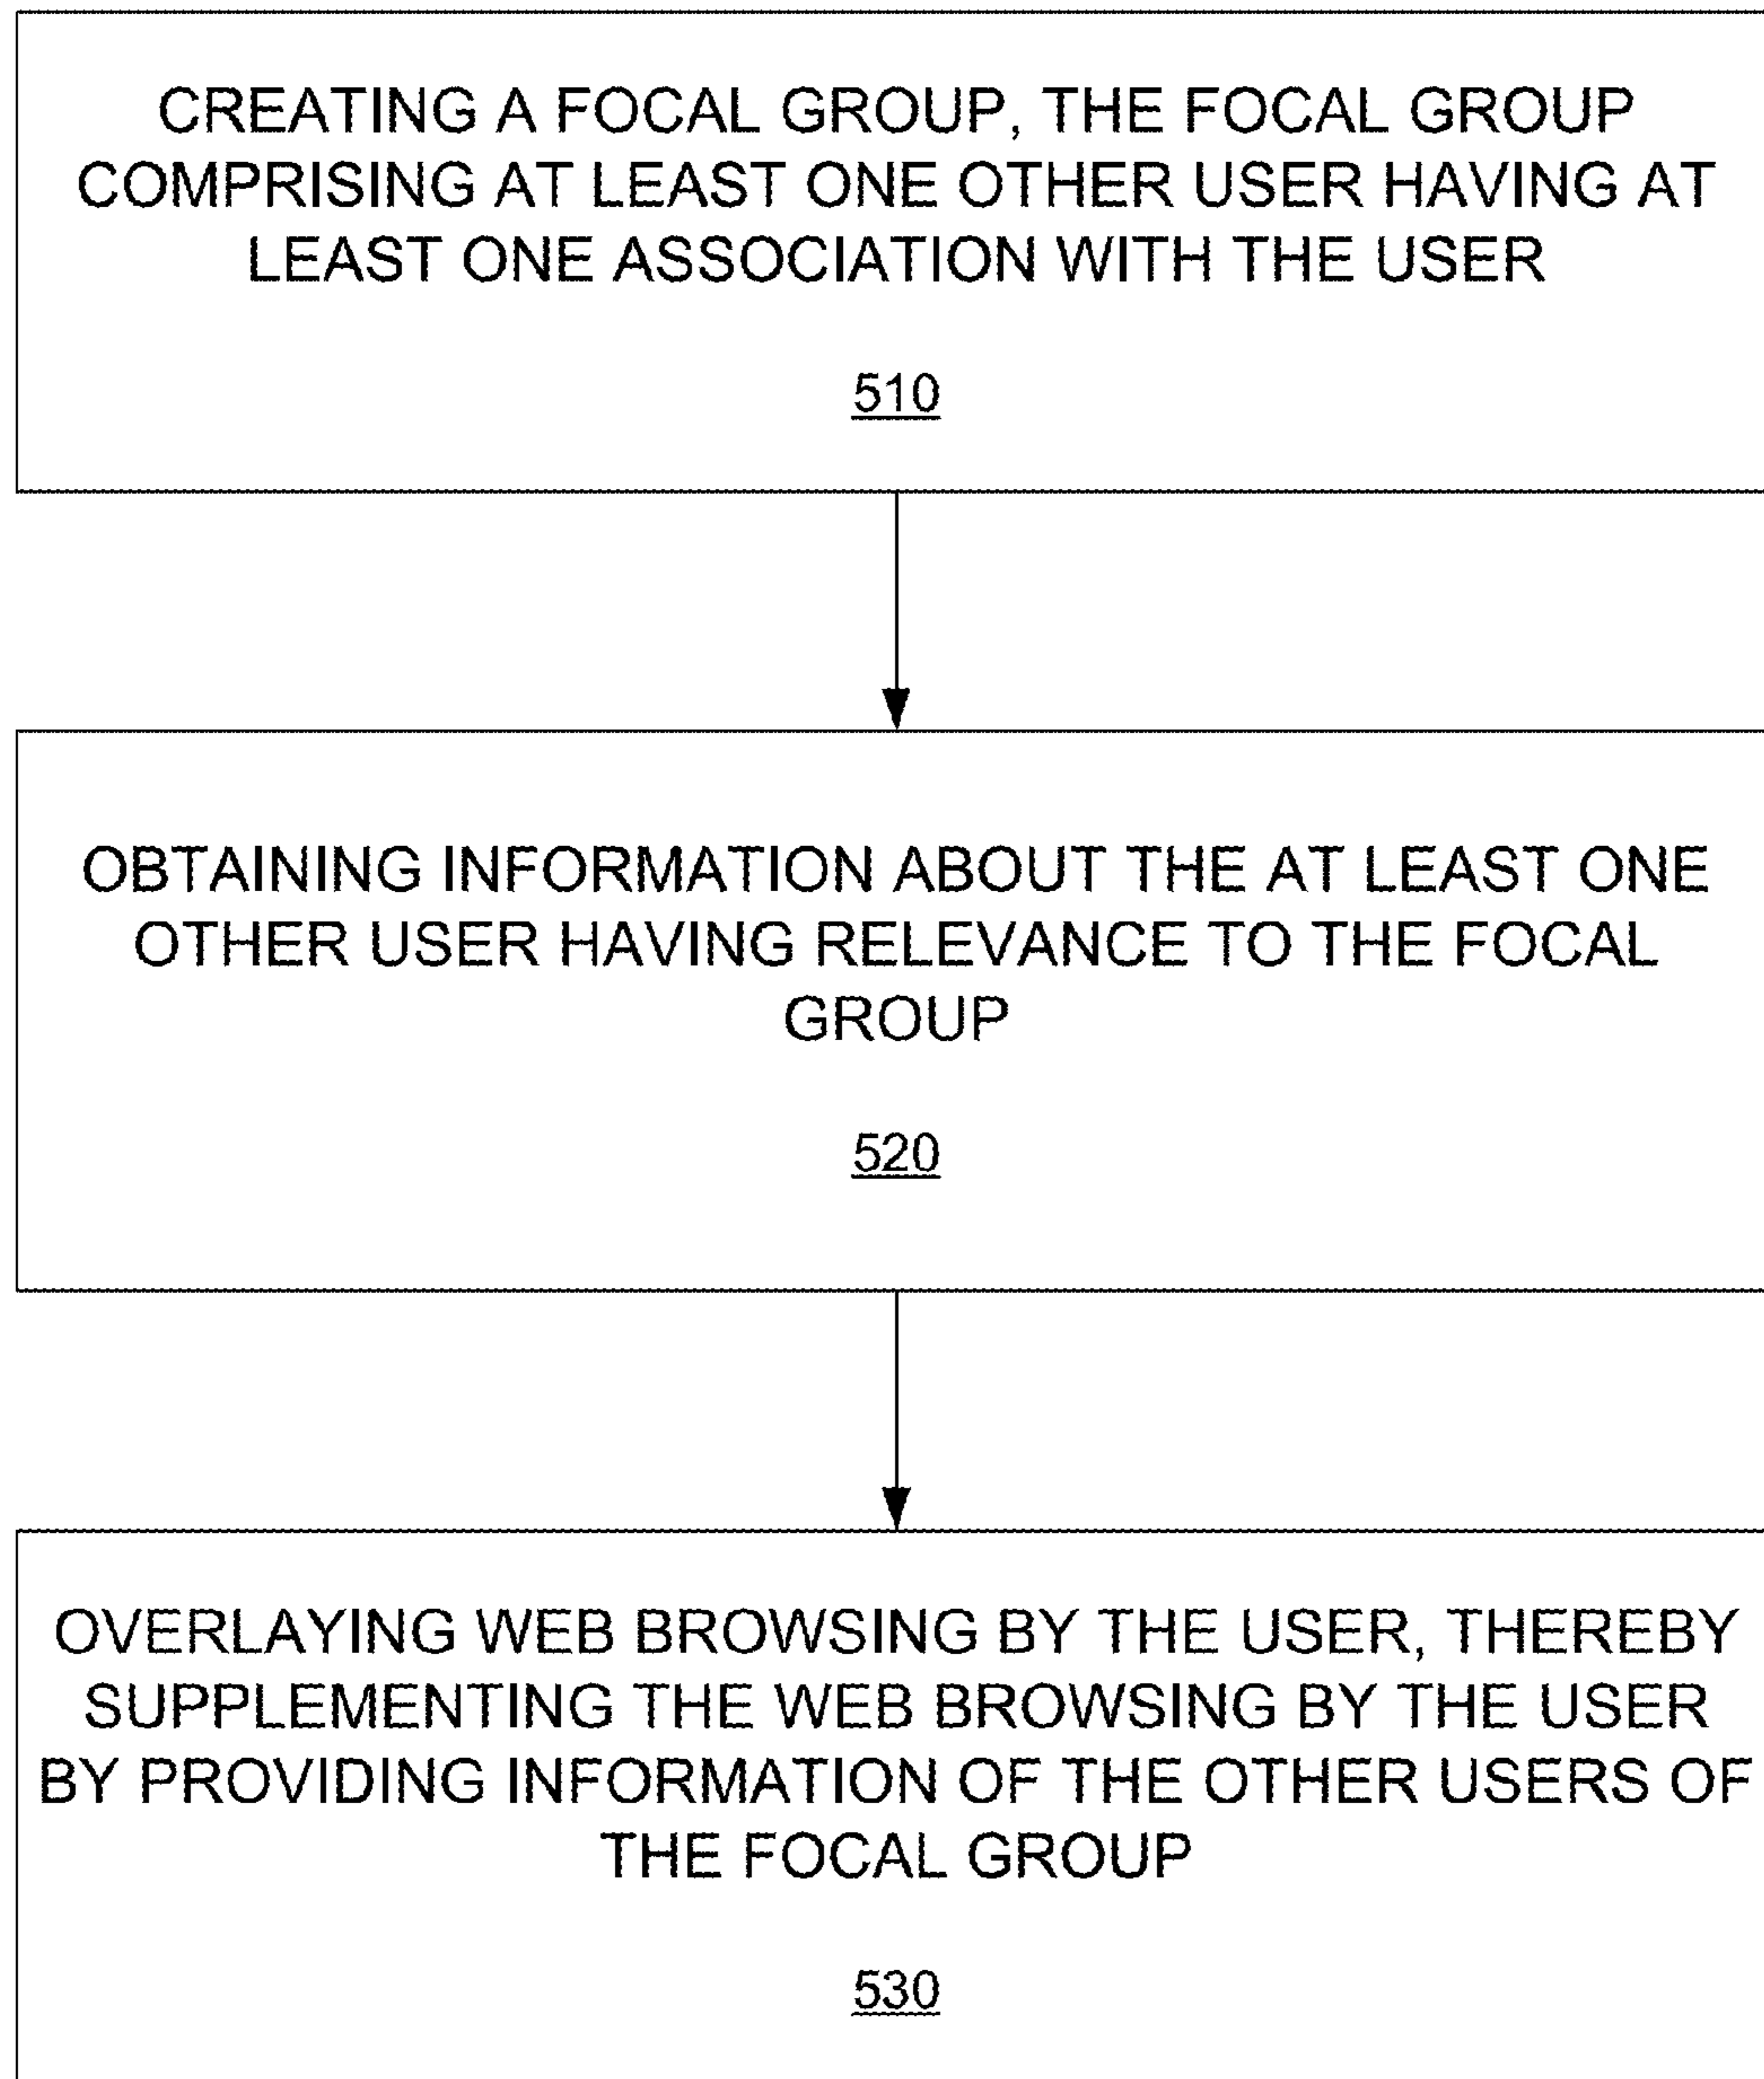 CREATING A FOCAL GROUP, THE FOCAL GROUP
COMPRISING AT LEAST ONE OTHER USER HAVING AT
LEAST ONE ASSOCIATION WITH THE USER
510
OBTAINING INFORMATION ABOUT THE AT LEAST ONE
OTHER USER HAVING RELEVANCE TO THE FOCAL
GROUP
520
OVERLAYING WEB BROWSING BY THE USER, THEREBY
SUPPLEMENTING THE WEB BROWSING BY THE USER
BY PROVIDING INFORMATION OF THE OTHER USERS OF
THE FOCAL GROUP
530